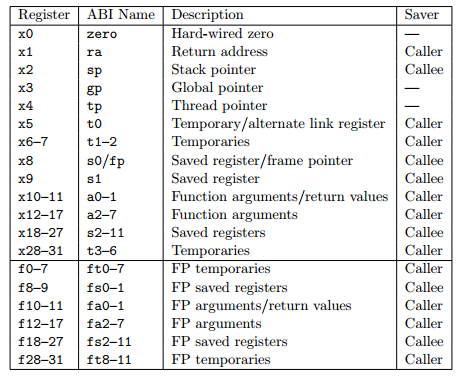 Register ABI Name Description Saver
x0 zero Hard-wired zero —
x1 ra Return address Caller
x2 sp Stack pointer Callee
x3 gp Global pointer —
x4 tp Thread pointer —
x5 t0 Temporary/alternate link register Caller
x6–7 t1–2 Temporaries Caller
x8 s0/fp Saved register/frame pointer Callee
x9 s1 Saved register Callee
x10–11 a0–1 Function arguments/return values Caller
x12–17 a2–7 Function arguments Caller
x18–27 s2–11 Saved registers Callee
x28–31 t3–6 Temporaries Caller
f0–7 ft0–7 FP temporaries Caller
f8–9 fs0–1 FP saved registers Callee
f10–11 fa0–1 FP arguments/return values Caller
f12–17 fa2–7 FP arguments Caller
f18–27 fs2–11 FP saved registers Callee
f28–31 ft8–11 FP temporaries Caller